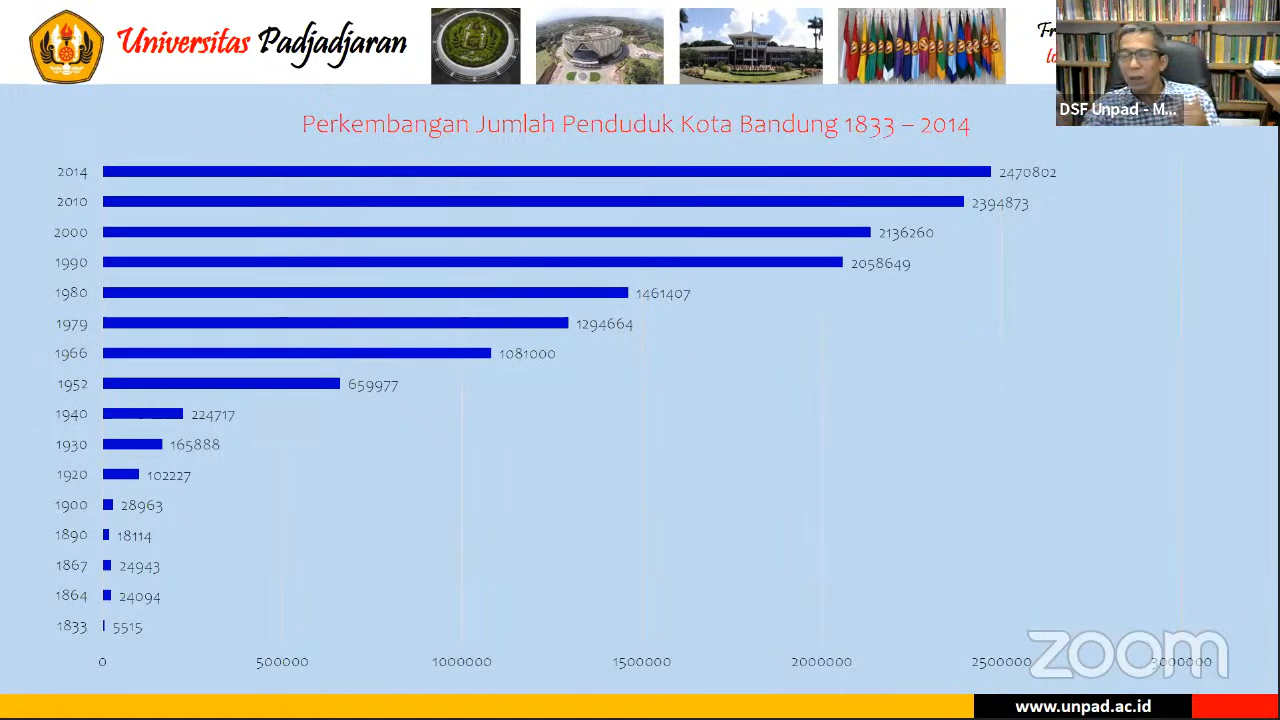 Universitas Padjadjaran
DSF Unpad - M...
Perkembangan Jumlah Penduduk Kota Bandung 1833 – 2014
2014 2470802
2010 2394873
2000 2136260
1990 2058649
1980 1461407
1979 1294664
1966 1081000
1952 659977
1940 224717
1930 165888
1920 102227
1900 28963
1890 18114
1867 24943
1864 24094
1833 5515
0 500000 1000000 1500000 2000000 2500000 3000000
zoom
www.unpad.ac.id